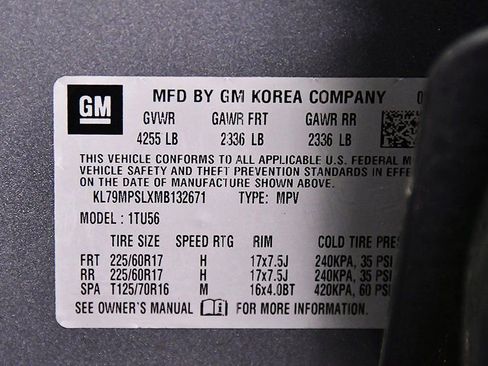 GM
MFD BY GM KOREA COMPANY 0
GVWR GAWR FRT GAWR RR
4255 LB 2336 LB 2336 LB
THIS VEHICLE CONFORMS TO ALL APPLICABLE U.S. FEDERAL M
VEHICLE SAFETY AND THEFT PREVENTION STANDARDS IN EFFE
DATE OF MANUFACTURE SHOWN ABOVE.
KL79MPSLXMB132671 TYPE: MPV
MODEL : 1TU56
TIRE SIZE SPEED RTG RIM COLD TIRE PRES
FRT 225/60R17 H 17x7.5J 240KPA, 35 PSI
RR 225/60R17 H 17x7.5J 240KPA, 35 PSI
SPA T125/70R16 M 16x4.0BT 420KPA, 60 PSI
SEE OWNER'S MANUAL FOR MORE INFORMATION